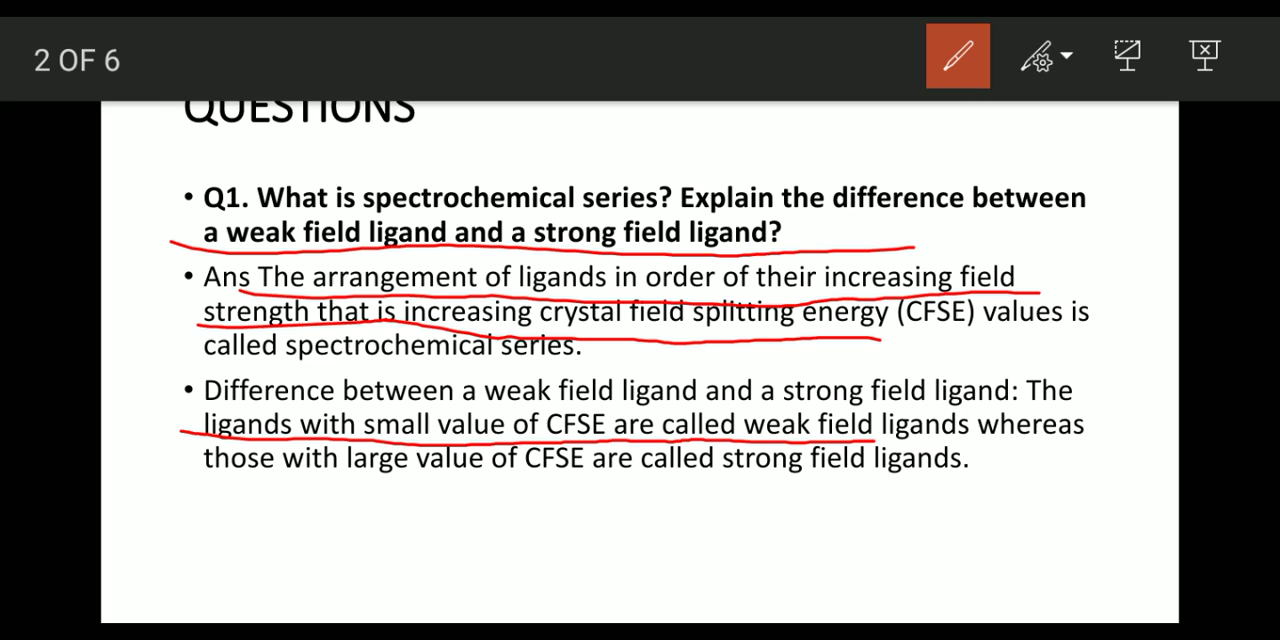 2 OF 6
QUESTIONS
• Q1. What is spectrochemical series? Explain the difference between
a weak field ligand and a strong field ligand?
• Ans The arrangement of ligands in order of their increasing field
strength that is increasing crystal field splitting energy (CFSE) values is
called spectrochemical series.
• Difference between a weak field ligand and a strong field ligand: The
ligands with small value of CFSE are called weak field ligands whereas
those with large value of CFSE are called strong field ligands.